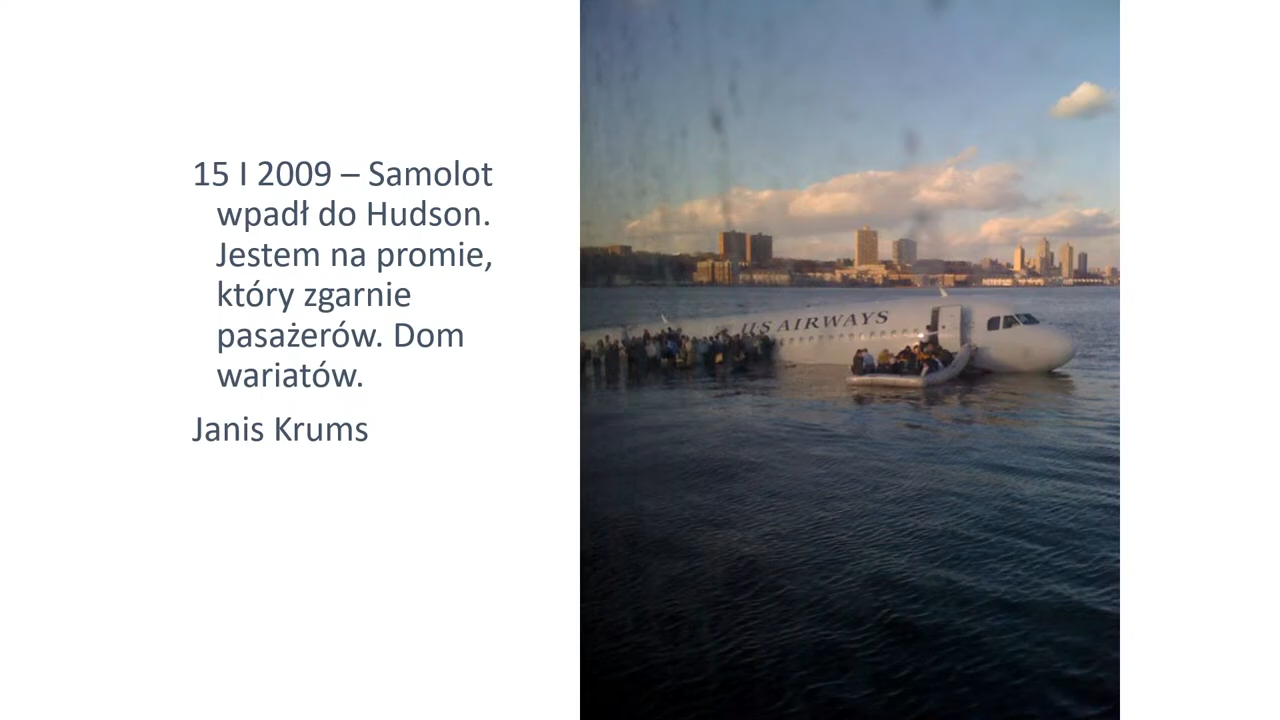 15 I 2009 – Samolot
wpadł do Hudson.
Jestem na promie,
który zgarnie
pasażerów. Dom
wariatów.
Janis Krums
US AIRWAYS